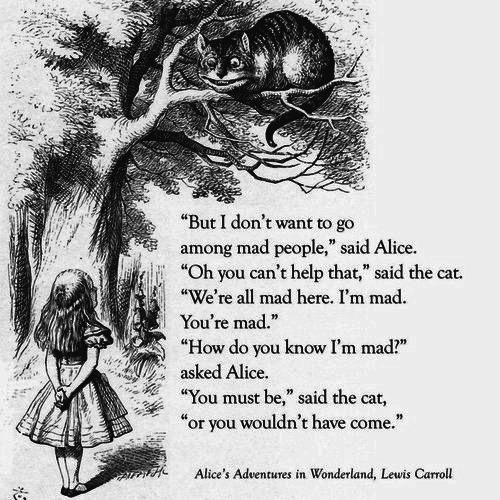 “But I don’t want to go
among mad people,” said Alice.
“Oh you can’t help that,” said the cat.
“We’re all mad here. I’m mad.
You’re mad.”
“How do you know I’m mad?”
asked Alice.
“You must be,” said the cat,
“or you wouldn’t have come.”
Alice’s Adventures in Wonderland, Lewis Carroll